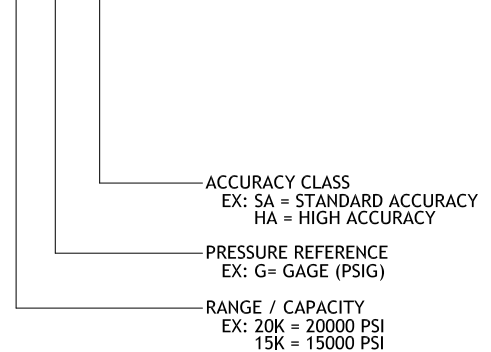 ACCURACY CLASS
EX: SA = STANDARD ACCURACY
HA = HIGH ACCURACY
PRESSURE REFERENCE
EX: G= GAGE (PSIG)
RANGE / CAPACITY
EX: 20K = 20000 PSI
15K = 15000 PSI